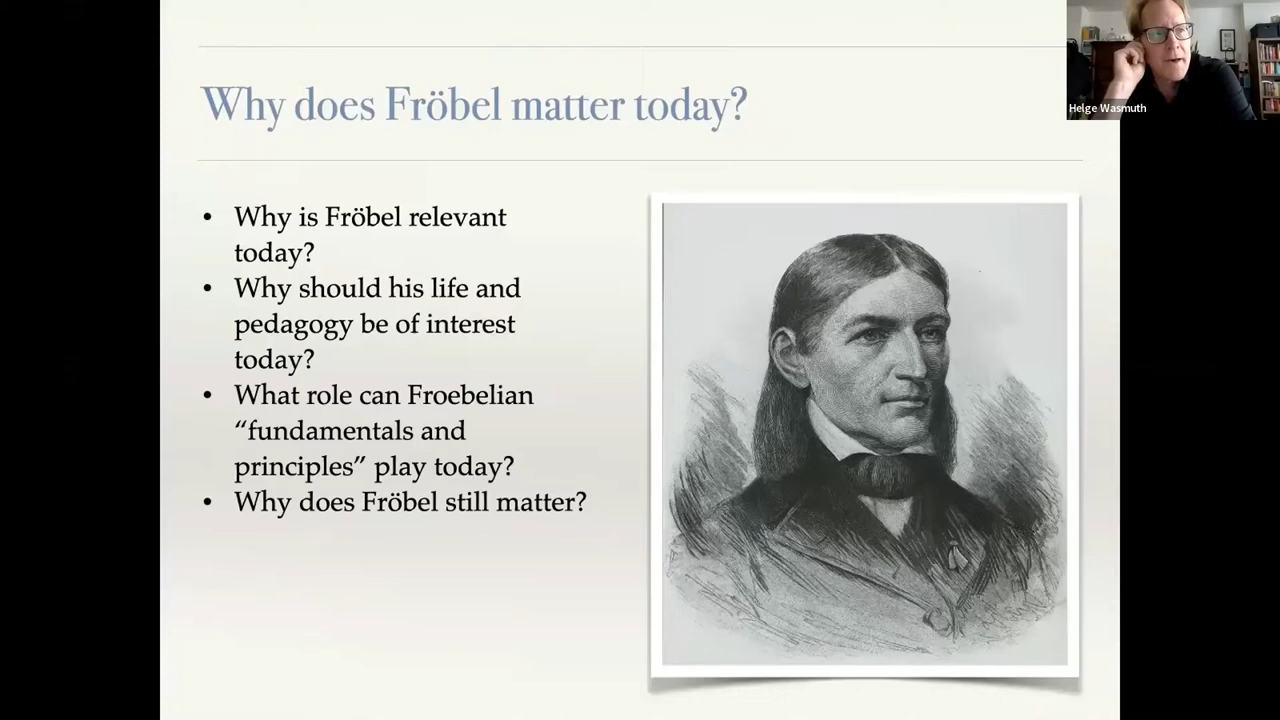 Why does Fröbel matter today?
Helge Wasmuth
• Why is Fröbel relevant
today?
• Why should his life and
pedagogy be of interest
today?
• What role can Froebelian
“fundamentals and
principles” play today?
• Why does Fröbel still matter?